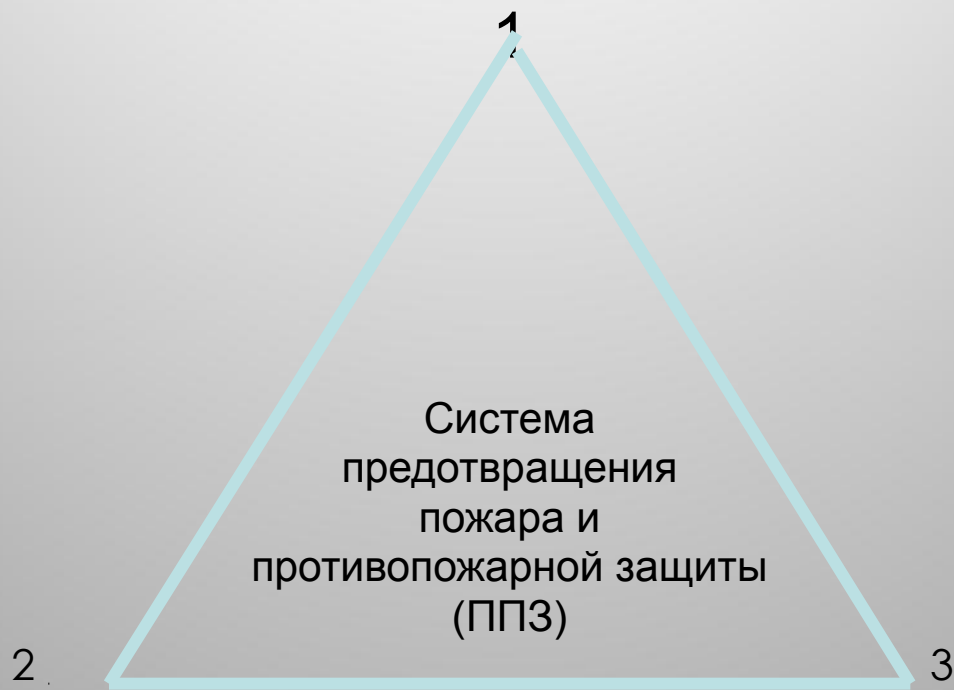 1
Система
предотвращения
пожара и
противопожарной защиты
(ППЗ)
2
3